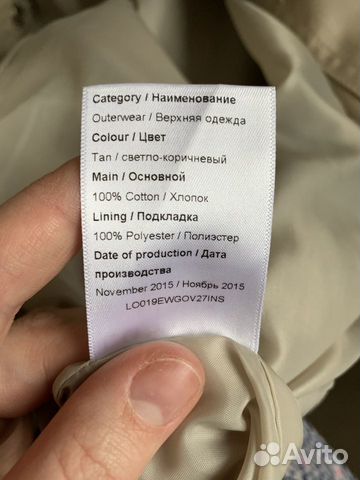 Category / Наименование
Outerwear / Верхняя одежда
Colour / Цвет
Tan / светло-коричневый
Main / Основной
100% Cotton / Хлопок
Lining / Подкладка
100% Polyester / Полиэстер
Date of production / Дата
производства
November 2015 / Ноябрь 2015
LO019EWGOV27INS
Avito